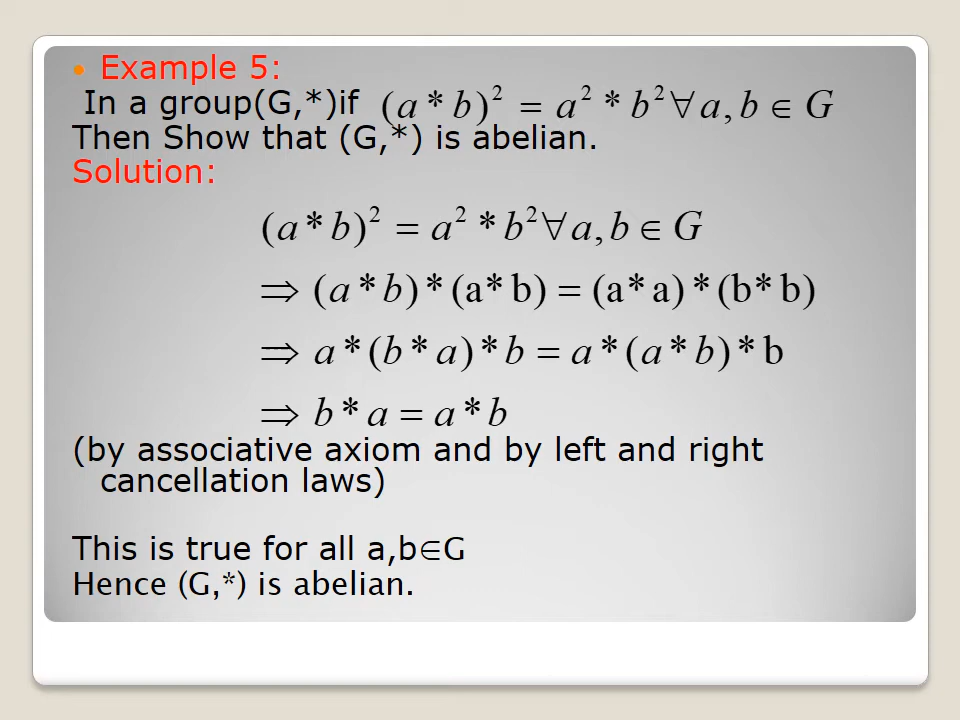 • Example 5:
In a group(G,*)if (a * b)² = a² * b² ∀ a, b ∈ G
Then Show that (G,*) is abelian.
Solution:
(a * b)² = a² * b² ∀ a, b ∈ G
⇒ (a * b) * (a * b) = (a * a) * (b * b)
⇒ a * (b * a) * b = a * (a * b) * b
⇒ b * a = a * b
(by associative axiom and by left and right
cancellation laws)
This is true for all a,b∈G
Hence (G,*) is abelian.